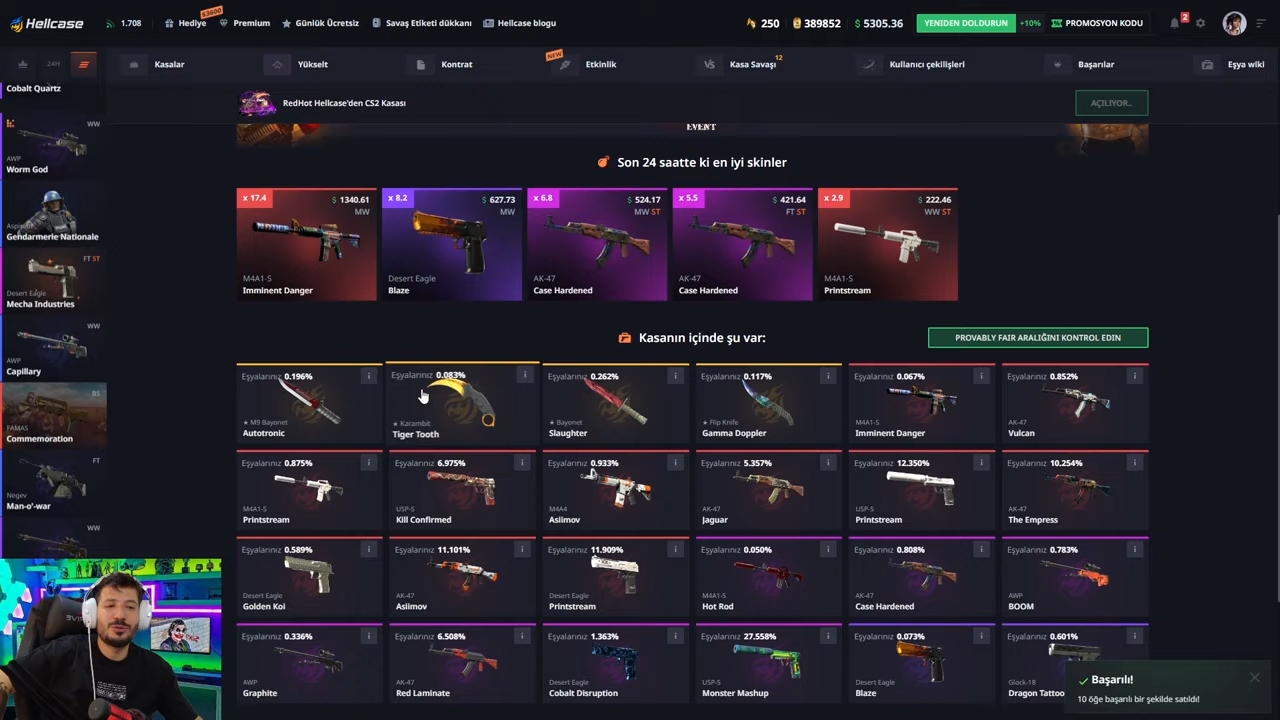 Hellcase
1.708
Hediye
$3600
Premium
Günlük Ücretsiz
Savaş Etiketi dükkanı
Hellcase blogu
250
389852
$ 5305.36
YENİDEN DOLDURUN
+10%
PROMOSYON KODU
2
24H
Kasalar
Yükselt
Kontrat
NEW
Etkinlik
VS
Kasa Savaşı
12
Kullanıcı çekilişleri
Başarılar
Eşya wiki
RedHot Hellcase'den CS2 Kasası
AÇILIYOR..
EVENT
Cobalt Quartz
WW
AWP
Worm God
Gendarmerie Nationale
FT ST
Desert Eagle
Mecha Industries
WW
AWP
Capillary
BS
FAMAS
Commemoration
FT
Negev
Man-o'-war
WW
Son 24 saatte ki en iyi skinler
x 17.4
$ 1340.61
MW
M4A1-S
Imminent Danger
x 8.2
$ 627.73
MW
Desert Eagle
Blaze
x 6.8
$ 524.17
MW ST
AK-47
Case Hardened
x 5.5
$ 421.64
FT ST
AK-47
Case Hardened
x 2.9
$ 222.46
WW ST
M4A1-S
Printstream
Kasanın içinde şu var:
PROVABLY FAIR ARALIĞINI KONTROL EDIN
Eşyalarınız 0.196%
★ M9 Bayonet
Autotronic
Eşyalarınız 0.083%
★ Karambit
Tiger Tooth
Eşyalarınız 0.262%
★ Bayonet
Slaughter
Eşyalarınız 0.117%
★ Flip Knife
Gamma Doppler
Eşyalarınız 0.067%
M4A1-S
Imminent Danger
Eşyalarınız 0.852%
AK-47
Vulcan
Eşyalarınız 0.875%
M4A1-S
Printstream
Eşyalarınız 6.975%
USP-S
Kill Confirmed
Eşyalarınız 0.933%
M4A4
Asiimov
Eşyalarınız 5.357%
AK-47
Jaguar
Eşyalarınız 12.350%
USP-S
Printstream
Eşyalarınız 10.254%
AK-47
The Empress
Eşyalarınız 0.589%
Desert Eagle
Golden Koi
Eşyalarınız 11.101%
AK-47
Asiimov
Eşyalarınız 11.909%
Desert Eagle
Printstream
Eşyalarınız 0.050%
M4A1-S
Hot Rod
Eşyalarınız 0.808%
AK-47
Case Hardened
Eşyalarınız 0.783%
AWP
BOOM
Eşyalarınız 0.336%
AWP
Graphite
Eşyalarınız 6.508%
AK-47
Red Laminate
Eşyalarınız 1.363%
Desert Eagle
Cobalt Disruption
Eşyalarınız 27.558%
USP-S
Monster Mashup
Eşyalarınız 0.073%
Desert Eagle
Blaze
Eşyalarınız 0.601%
Glock-18
Dragon Tattoo
Başarılı!
10 öğe başarılı bir şekilde satıldı!